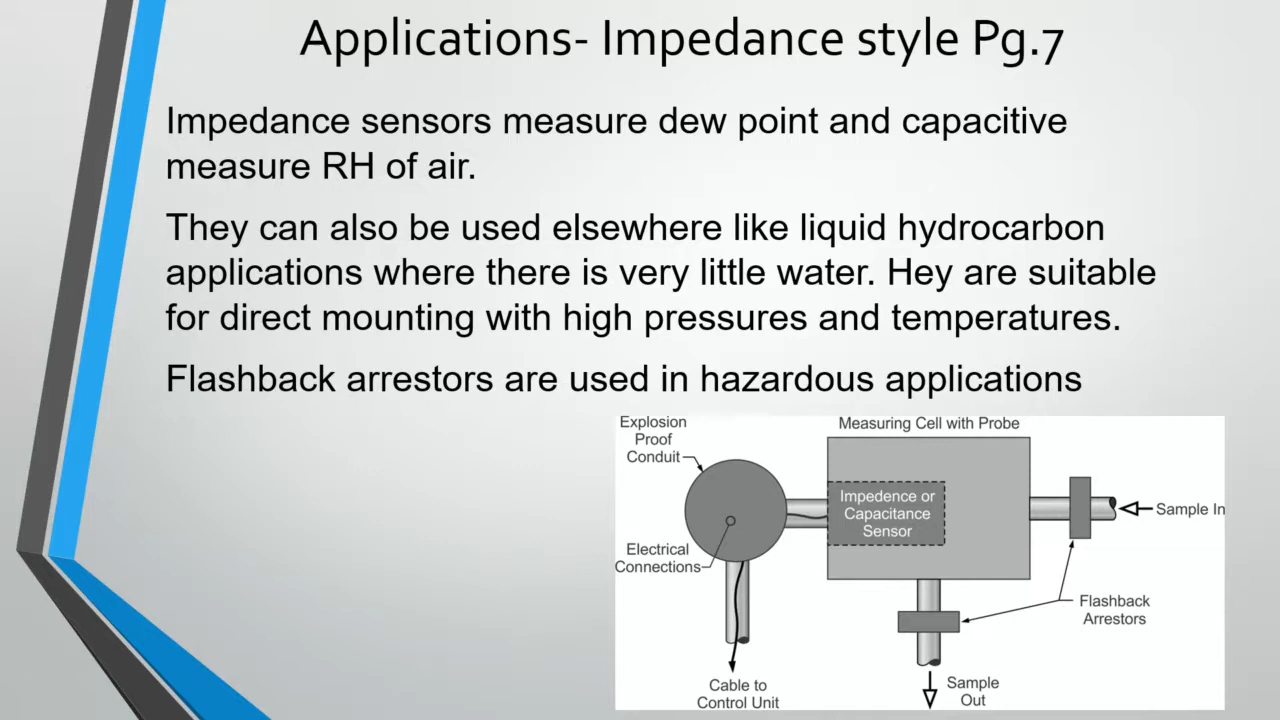 Applications- Impedance style Pg.7
Impedance sensors measure dew point and capacitive
measure RH of air.
They can also be used elsewhere like liquid hydrocarbon
applications where there is very little water. Hey are suitable
for direct mounting with high pressures and temperatures.
Flashback arrestors are used in hazardous applications
Explosion
Proof
Conduit
Measuring Cell with Probe
Impedence or
Capacitance
Sensor
Sample In
Electrical
Connections
Flashback
Arrestors
Cable to
Control Unit
Sample
Out